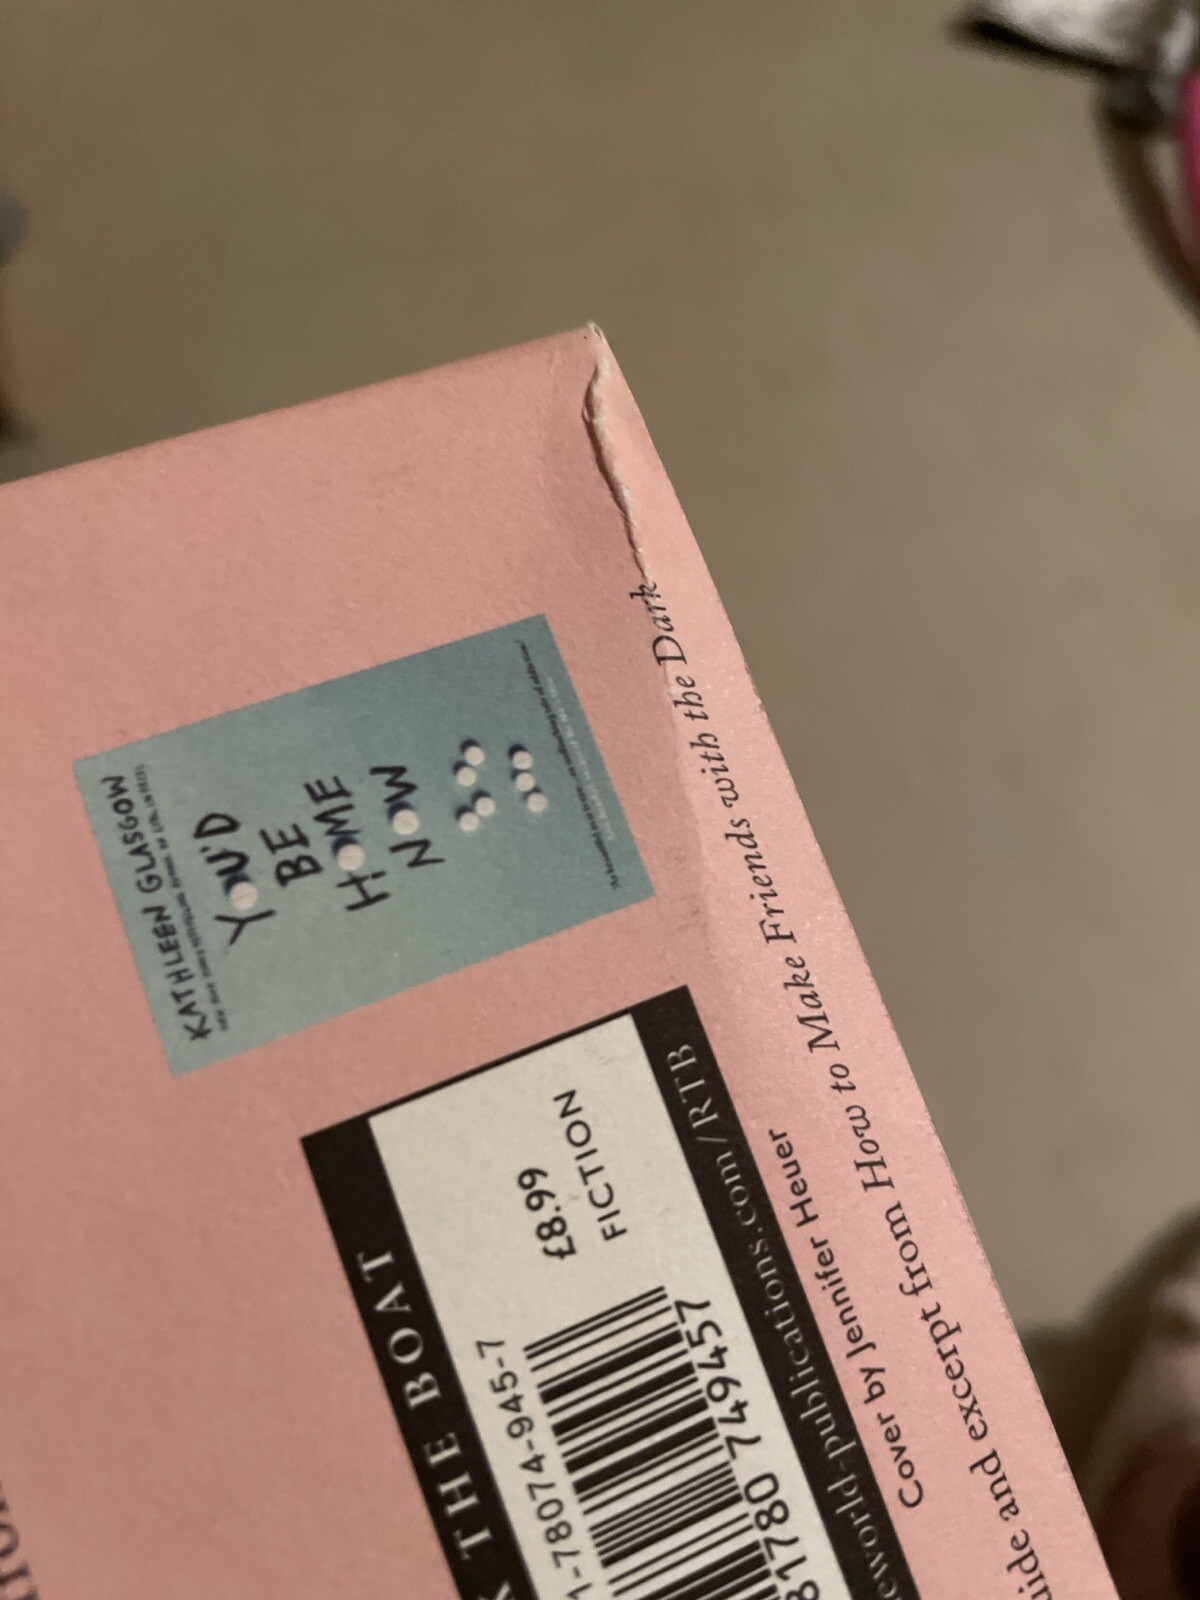 KATHLEEN GLASGOW
YOU'D
BE
HOME
NOW
THE BOAT
1-78074-945-7
£8.99
FICTION
81780 749457
eworld-publications.com/RTB
Cover by Jennifer Heuer
and excerpt from How to Make Friends with the Dark